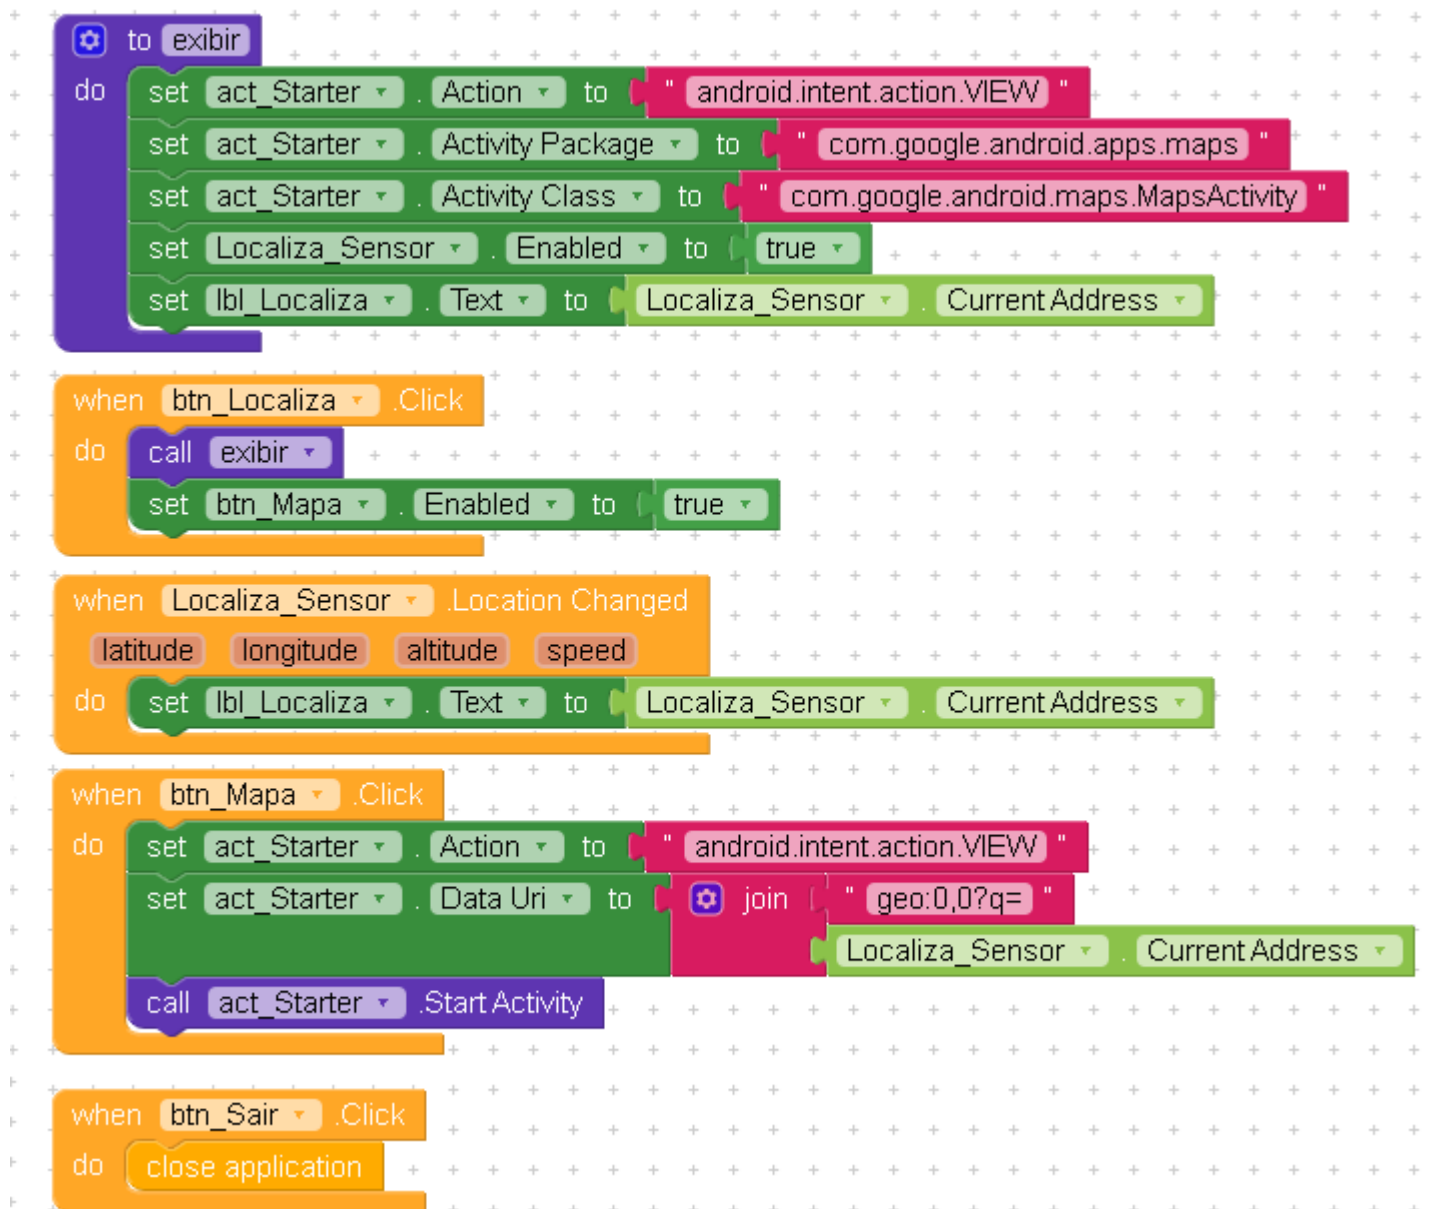 to exibir
do set act_Starter . Action to " android.intent.action.VIEW "
set act_Starter . Activity Package to " com.google.android.apps.maps "
set act_Starter . Activity Class to " com.google.android.maps.MapsActivity "
set Localiza_Sensor . Enabled to true
set lbl_Localiza . Text to Localiza_Sensor . Current Address
when btn_Localiza .Click
do call exibir
set btn_Mapa . Enabled to true
when Localiza_Sensor .Location Changed
latitude longitude altitude speed
do set lbl_Localiza . Text to Localiza_Sensor . Current Address
when btn_Mapa .Click
do set act_Starter . Action to " android.intent.action.VIEW "
set act_Starter . Data Uri to join " geo:0,0?q= "
Localiza_Sensor . Current Address
call act_Starter .Start Activity
when btn_Sair .Click
do close application